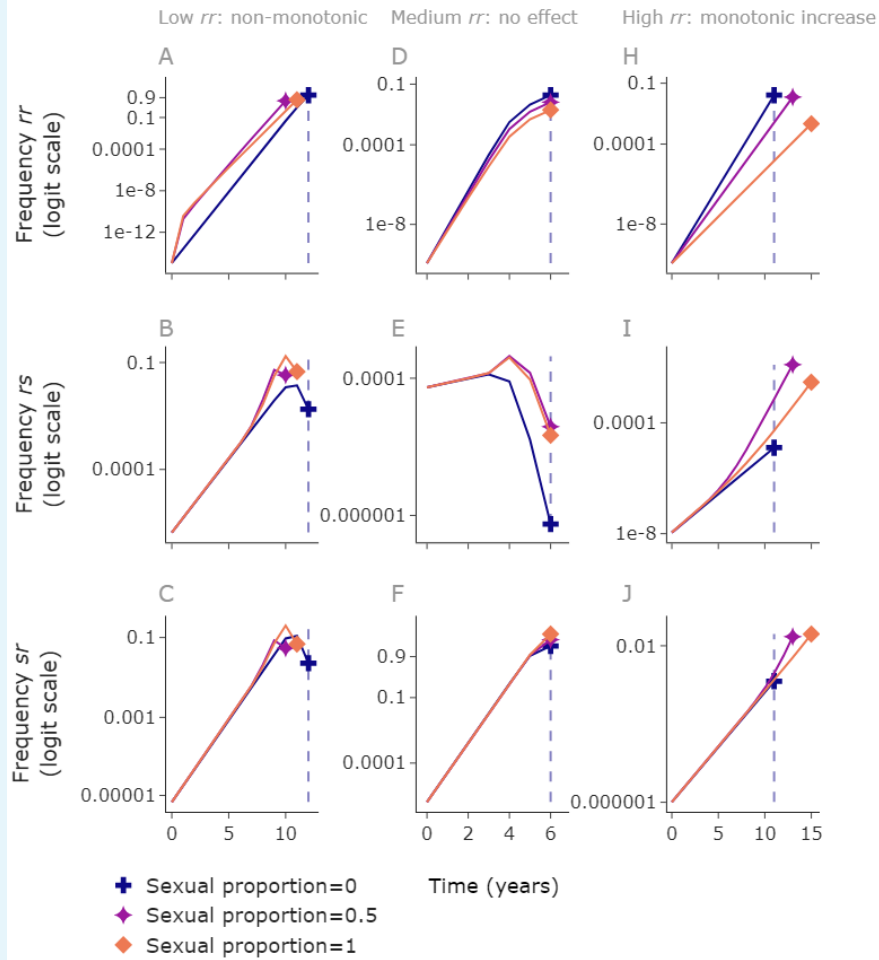 Low rr: non-monotonic
Medium rr: no effect
High rr: monotonic increase
A
D
H
Frequency rr
(logit scale)
0.9
0.1
0.0001
1e-8
1e-12
0.1
0.0001
1e-8
0.1
0.0001
1e-8
B
E
I
Frequency rs
(logit scale)
0.1
0.0001
0.0001
0.000001
0.0001
1e-8
C
F
J
Frequency sr
(logit scale)
0.1
0.001
0.00001
0.9
0.1
0.0001
0.01
0.000001
0 5 10
0 2 4 6
0 5 10 15
Time (years)
Sexual proportion=0
Sexual proportion=0.5
Sexual proportion=1